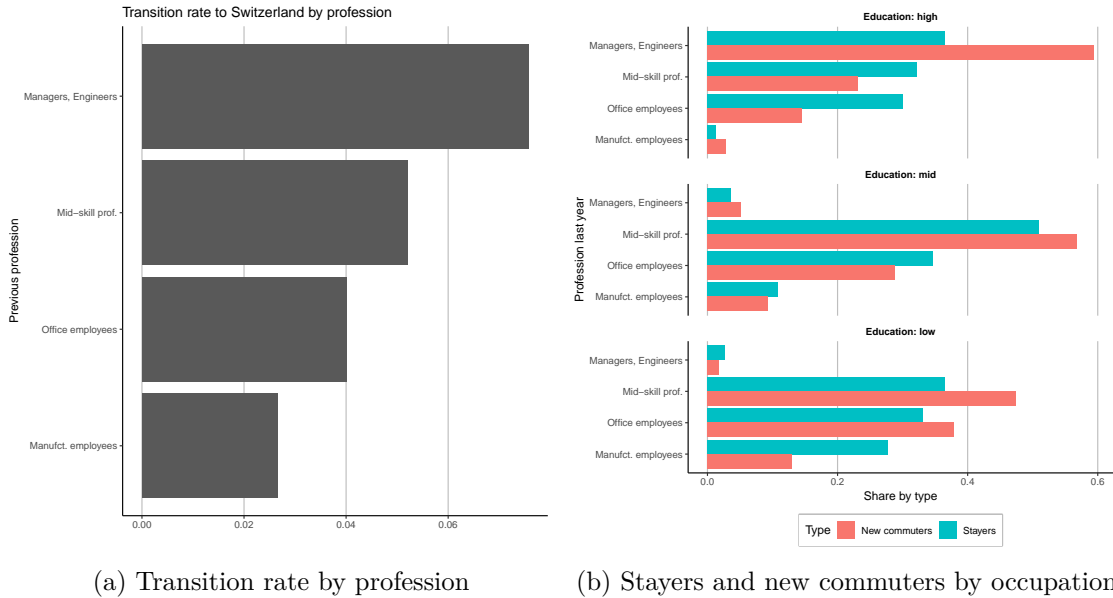 Transition rate to Switzerland by profession
Previous profession
Managers, Engineers
Mid−skill prof.
Office employees
Manufct. employees
0.00 0.02 0.04 0.06
(a) Transition rate by profession
Profession last year
Education: high
Managers, Engineers
Mid−skill prof.
Office employees
Manufct. employees
Education: mid
Managers, Engineers
Mid−skill prof.
Office employees
Manufct. employees
Education: low
Managers, Engineers
Mid−skill prof.
Office employees
Manufct. employees
0.0 0.2 0.4 0.6
Share by type
Type New commuters Stayers
(b) Stayers and new commuters by occupation